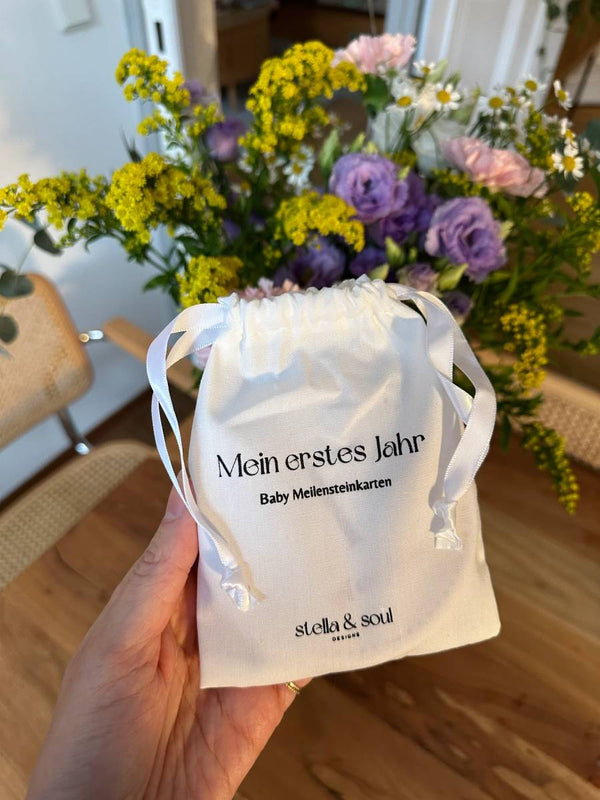 Mein erstes Jahr
Baby Meilensteinkarten
stella & soul
DESIGNS